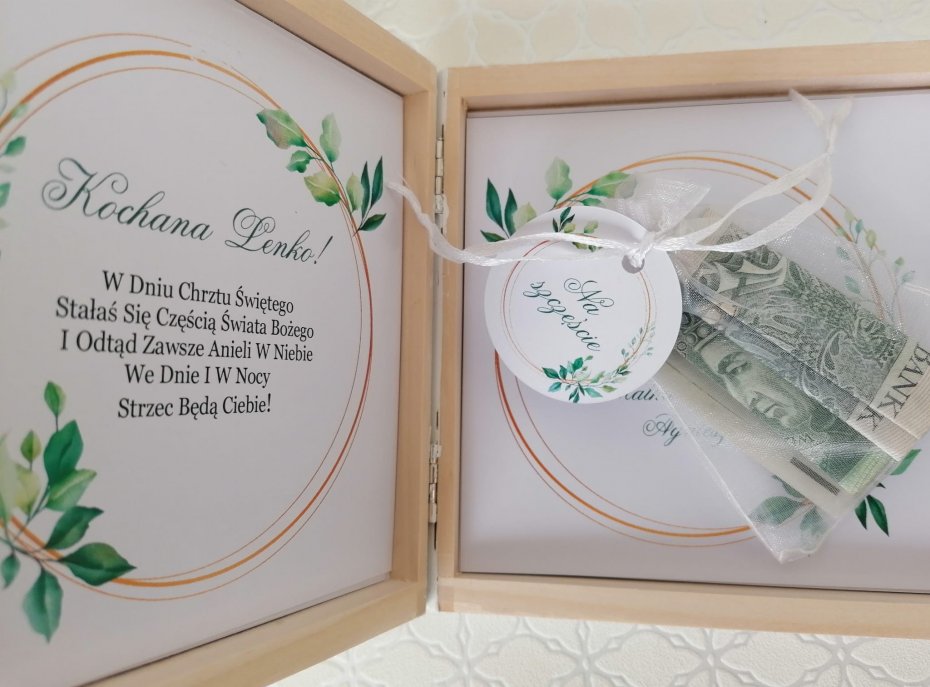 Kochana Lenko!
W Dniu Chrztu Świętego
Stałaś Się Częścią Świata Bożego
I Odtąd Zawsze Anieli W Niebie
We Dnie I W Nocy
Strzec Będą Ciebie!
Na
szczęście
BANK